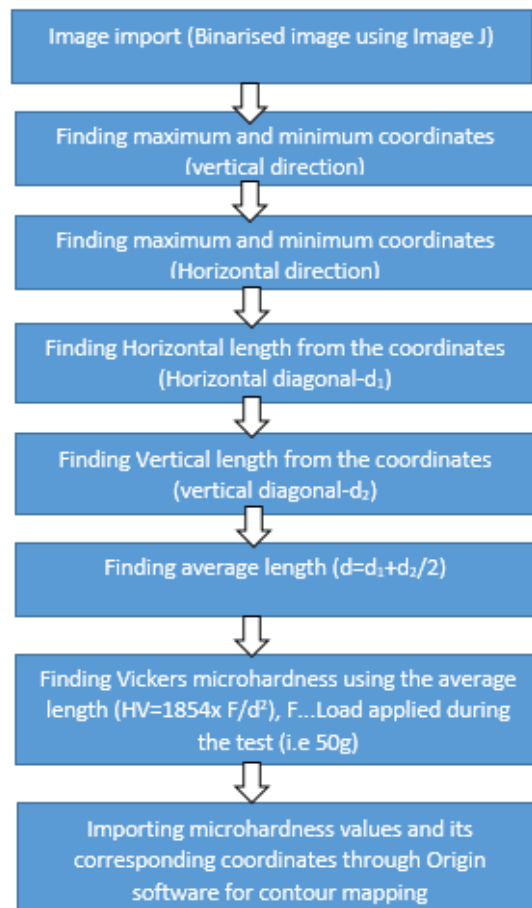 Image import (Binarised image using Image J)
Finding maximum and minimum coordinates
(vertical direction)
Finding maximum and minimum coordinates
(Horizontal direction)
Finding Horizontal length from the coordinates
(Horizontal diagonal-d₁)
Finding Vertical length from the coordinates
(vertical diagonal-d₂)
Finding average length (d=d₁+d₂/2)
Finding Vickers microhardness using the average
length (HV=1854x F/d²), F...Load applied during
the test (i.e 50g)
Importing microhardness values and its
corresponding coordinates through Origin
software for contour mapping